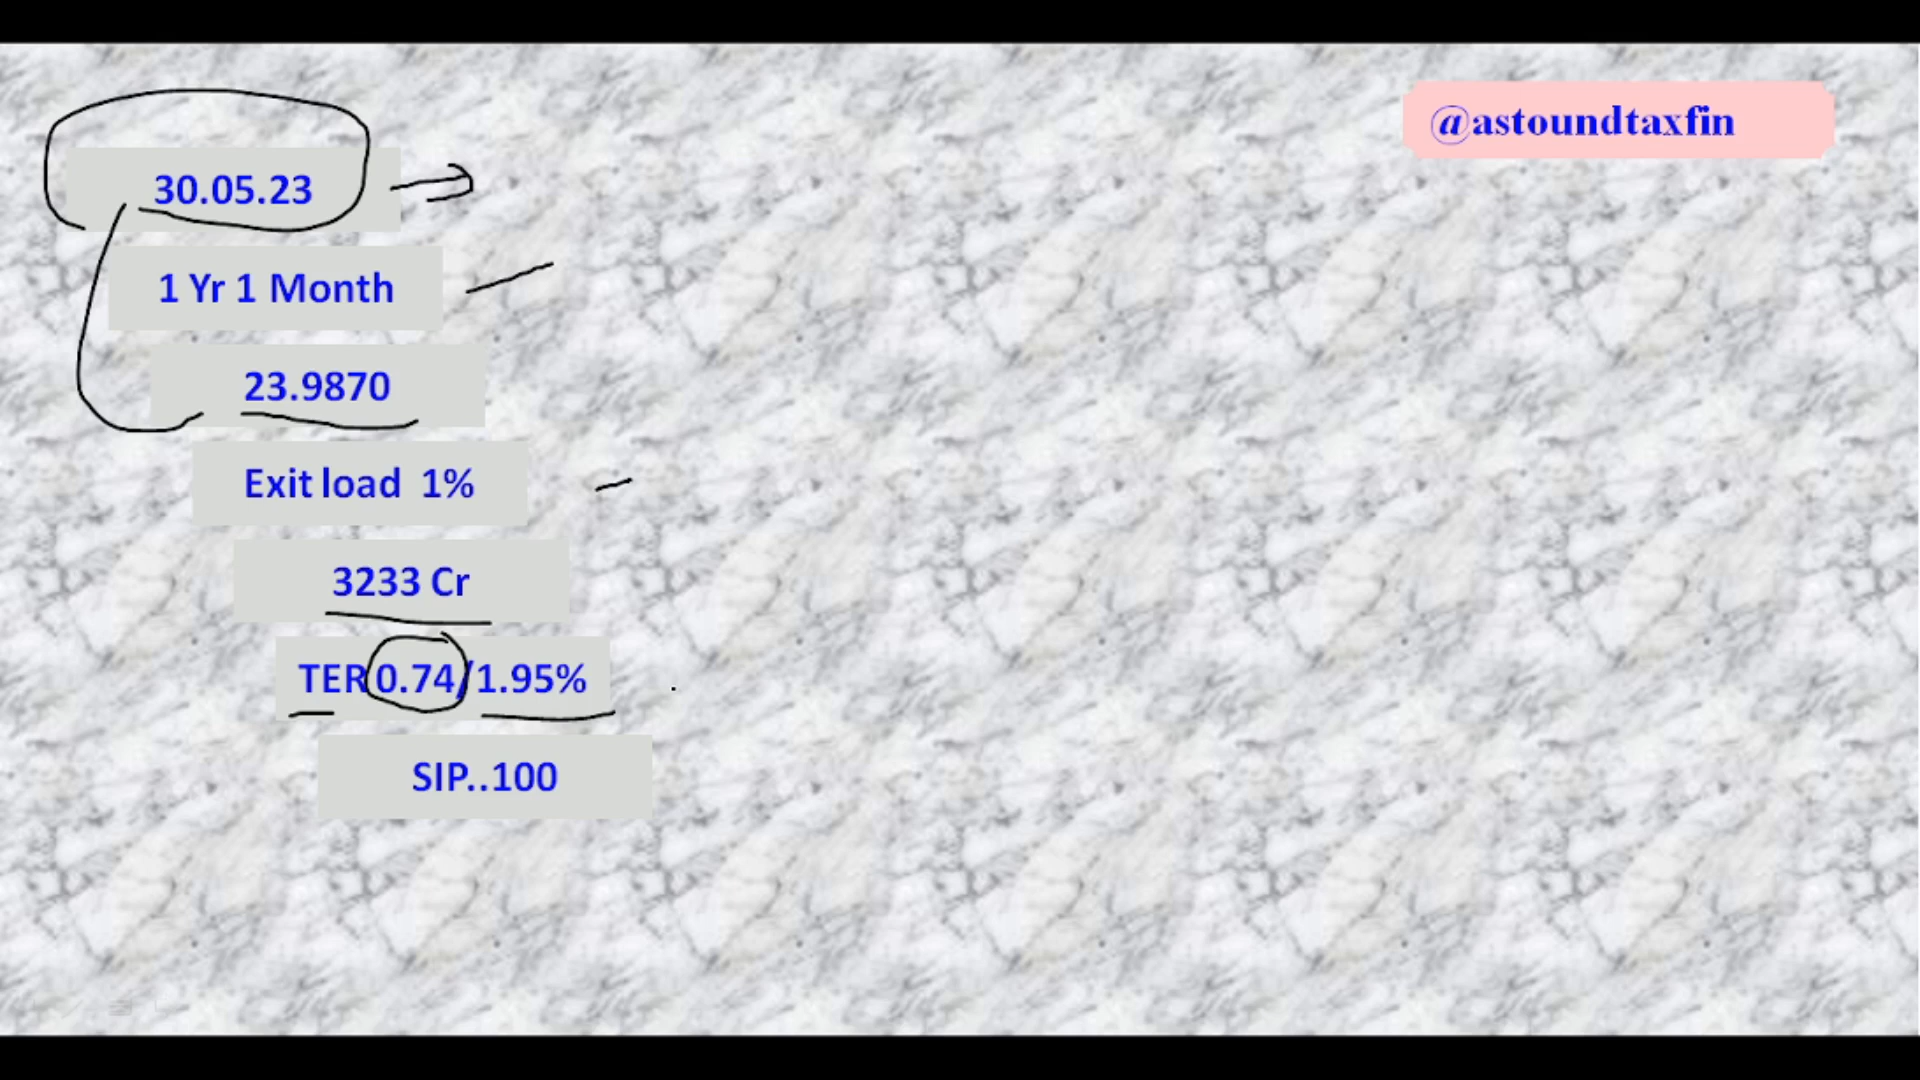 @astoundtaxfin
30.05.23
1 Yr 1 Month
23.9870
Exit load 1%
3233 Cr
TER 0.74/1.95%
SIP..100